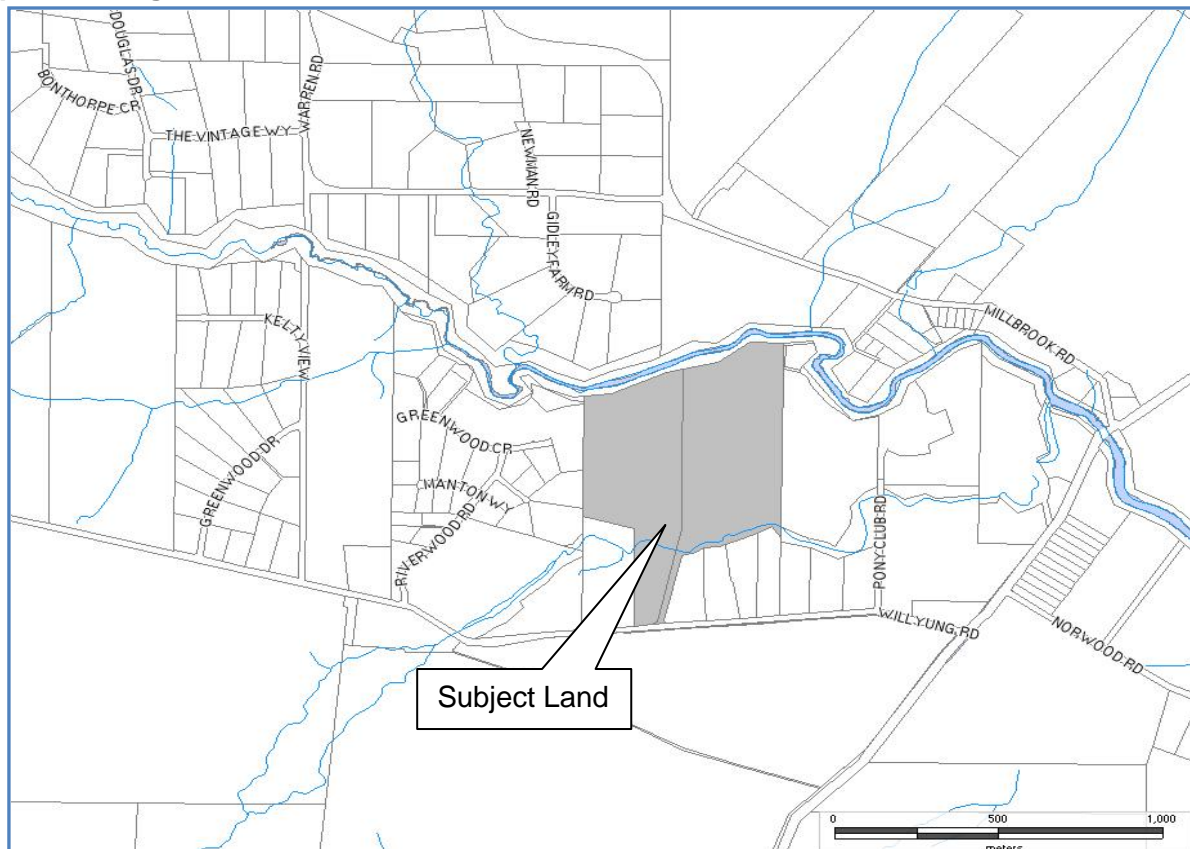 DOUGLAS DR
BONTHORPE CR
THE VINTAGE WY
WARREN RD
NEWMAN RD
GIDLEY FARM RD
KELTY VIEW
MILLBROOK RD
GREENWOOD CR
GREENWOOD DR
MANTON WY
RIVERWOOD RD
PONY CLUB RD
WILLYUNG RD
NORWOOD RD
Subject Land
0 500 1,000
meters